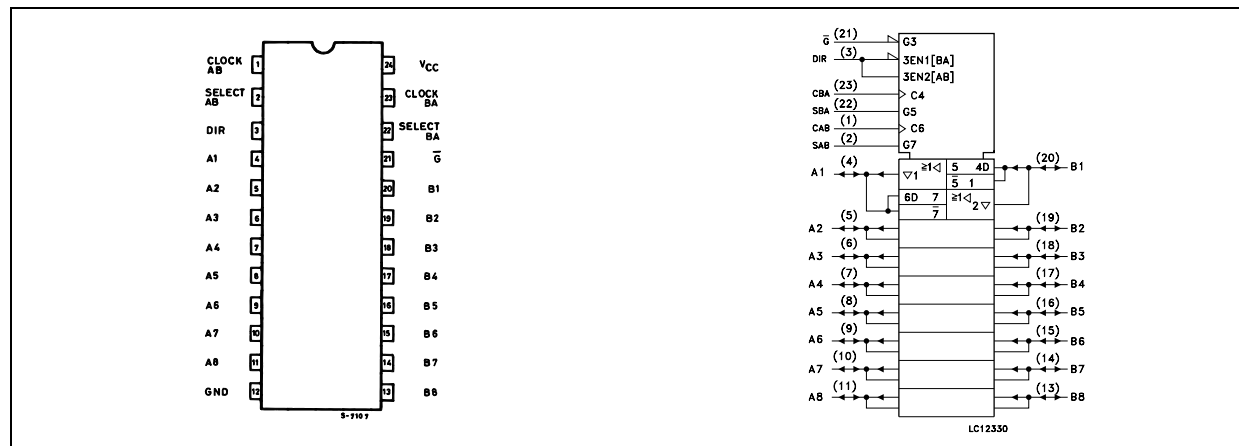 CLOCK AB 1
SELECT AB 2
DIR 3
A1 4
A2 5
A3 6
A4 7
A5 8
A6 9
A7 10
A8 11
GND 12
24 VCC
23 CLOCK BA
22 SELECT BA
21 G̅
20 B1
19 B2
18 B3
17 B4
16 B5
15 B6
14 B7
13 B8
S-7107
G̅ (21) G3
DIR (3) 3EN1[BA]
3EN2[AB]
CBA (23) C4
SBA (22) G5
CAB (1) C6
SAB (2) G7
A1 (4) ▽1 ≥1◁ 5 4D (20) B1
5̅ 1
6D 7 ≥1◁ 2▽
7̅
A2 (5) (19) B2
A3 (6) (18) B3
A4 (7) (17) B4
A5 (8) (16) B5
A6 (9) (15) B6
A7 (10) (14) B7
A8 (11) (13) B8
LC12330